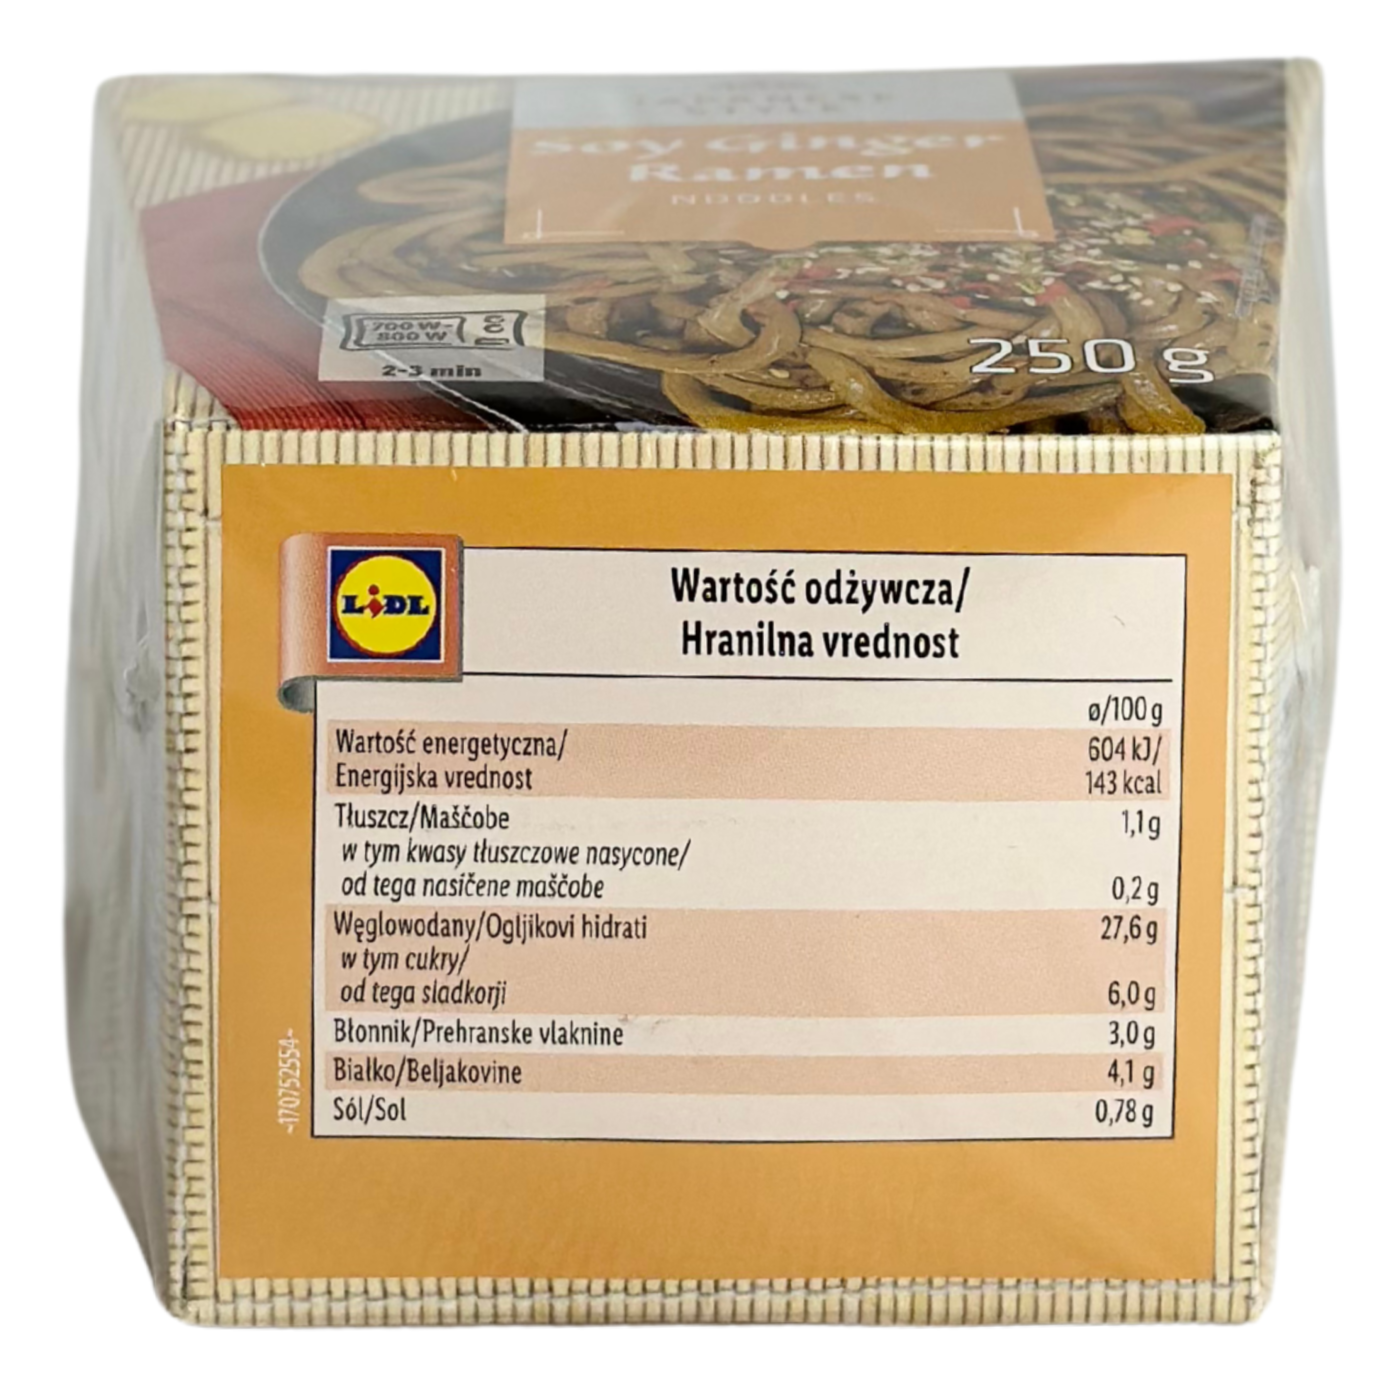 JAPANESE
STYLE
Soy Ginger
Ramen
NOODLES
700 W-
800 W
2-3 min
250 g
LiDL
Wartość odżywcza/
Hranilna vrednost
ø/100 g
Wartość energetyczna/ 604 kJ/
Energijska vrednost 143 kcal
Tłuszcz/Maščobe 1,1 g
w tym kwasy tłuszczowe nasycone/
od tega nasičene maščobe 0,2 g
Węglowodany/Ogljikovi hidrati 27,6 g
w tym cukry/
od tega sladkorji 6,0 g
Błonnik/Prehranske vlaknine 3,0 g
Białko/Beljakovine 4,1 g
Sól/Sol 0,78 g
~170752554~